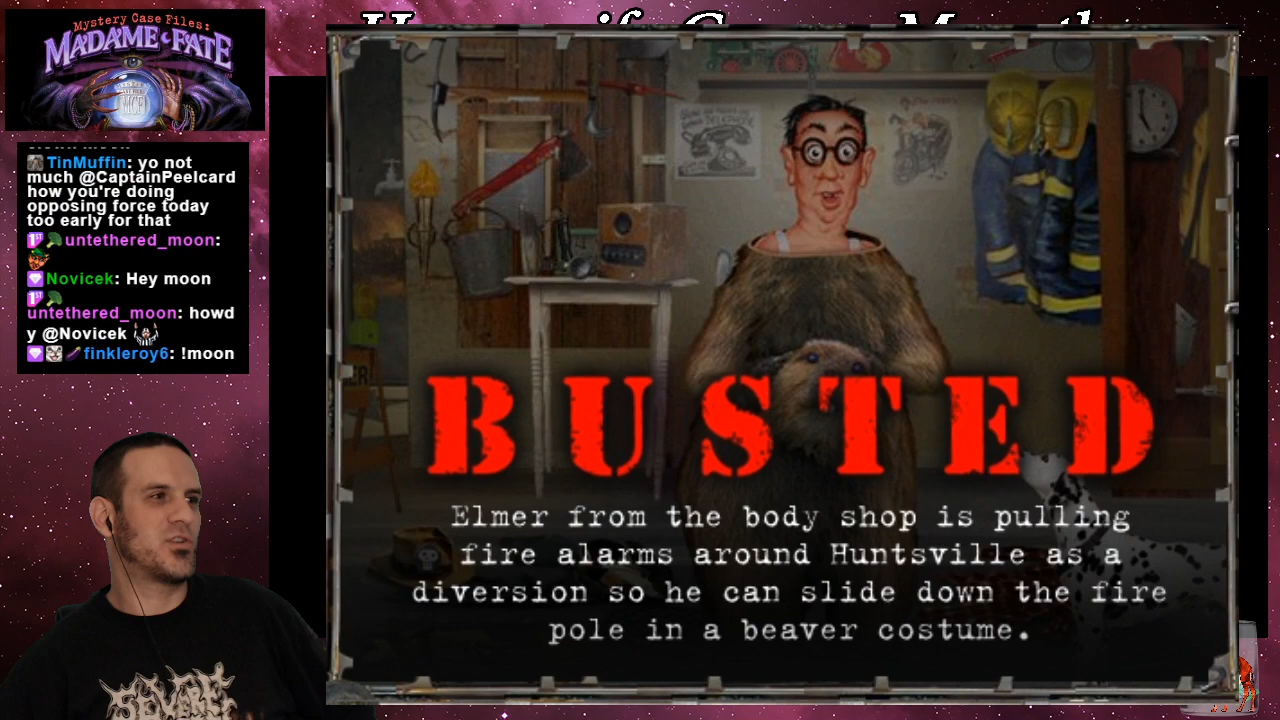 Mystery Case Files:
MADAME FATE
TinMuffin: yo not
much @CaptainPeelcard
how you're doing
opposing force today
too early for that
untethered_moon:
Novicek: Hey moon
untethered_moon: howd
y @Novicek
finkleroy6: !moon
BUSTED
Elmer from the body shop is pulling
fire alarms around Huntsville as a
diversion so he can slide down the fire
pole in a beaver costume.